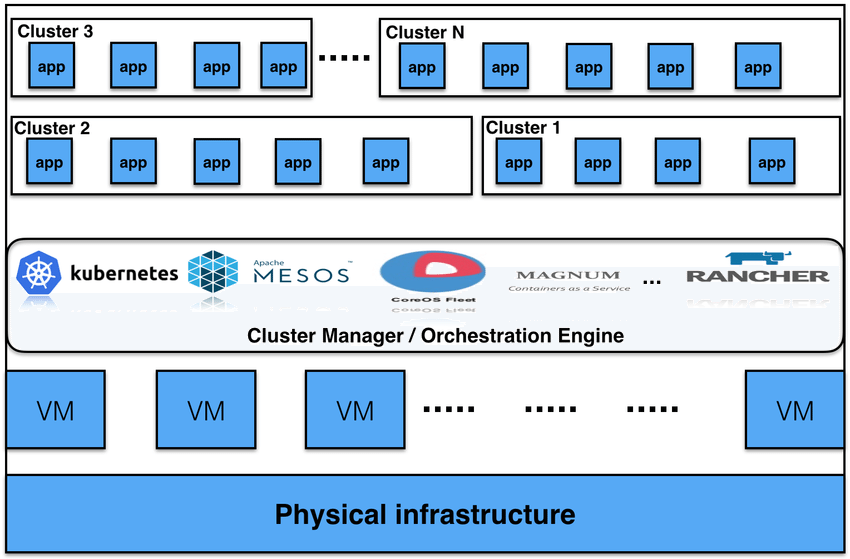 Cluster 3
app app app app
.....
Cluster N
app app app app app
Cluster 2
app app app app app
Cluster 1
app app app app
kubernetes
Apache
MESOS™
CoreOS Fleet
MAGNUM
Containers as a Service
...
RANCHER
Cluster Manager / Orchestration Engine
VM VM VM ..... ..... ..... VM
Physical infrastructure